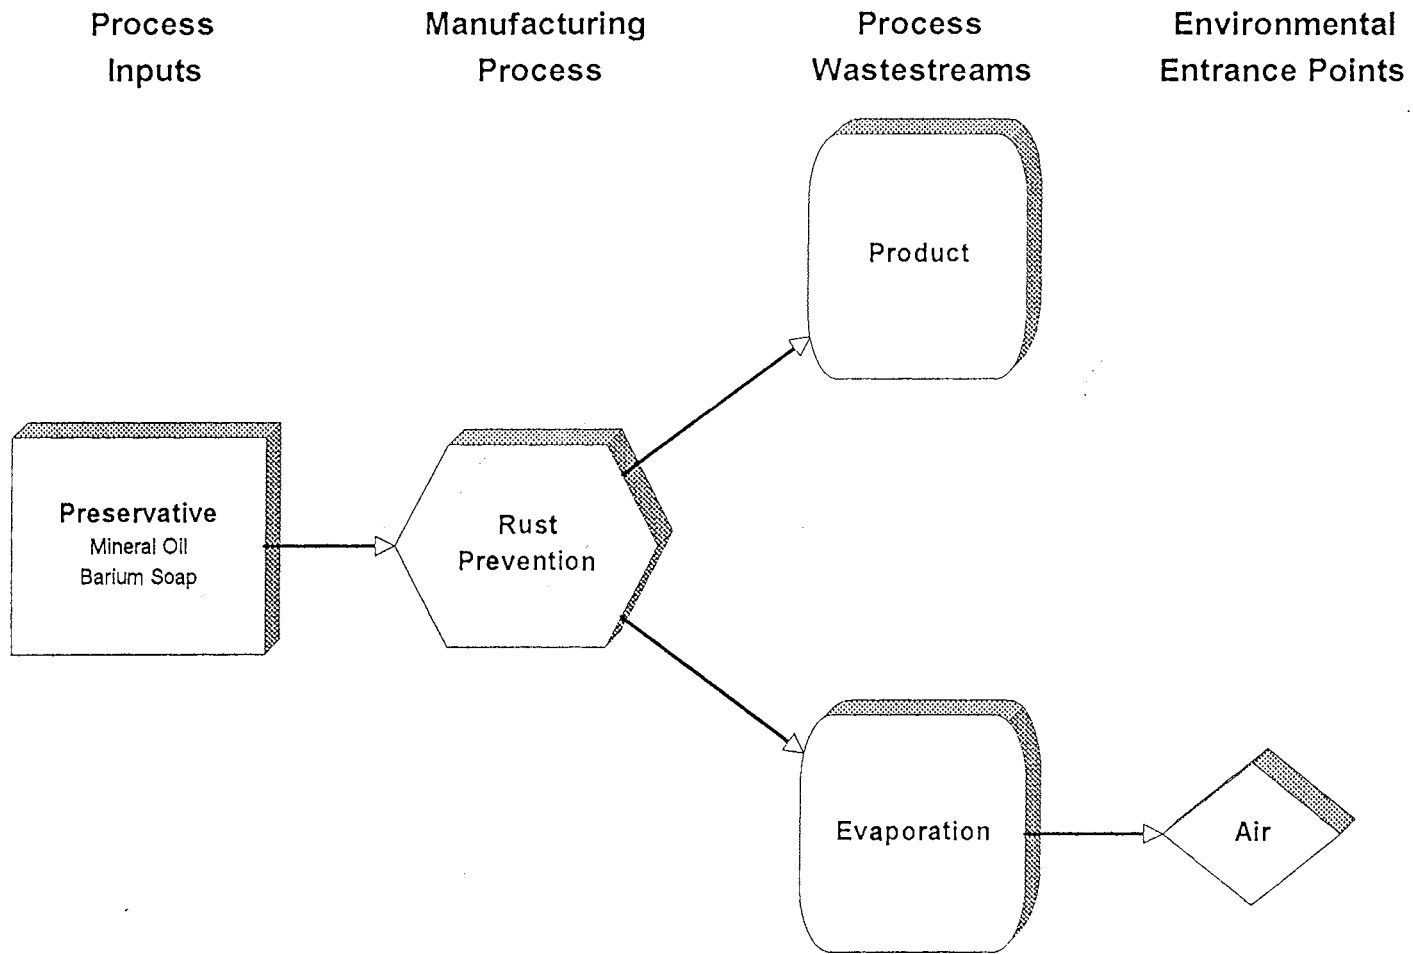 Process
Inputs
Manufacturing
Process
Process
Wastestreams
Environmental
Entrance Points
Product
Preservative
Mineral Oil
Barium Soap
Rust
Prevention
Evaporation
Air